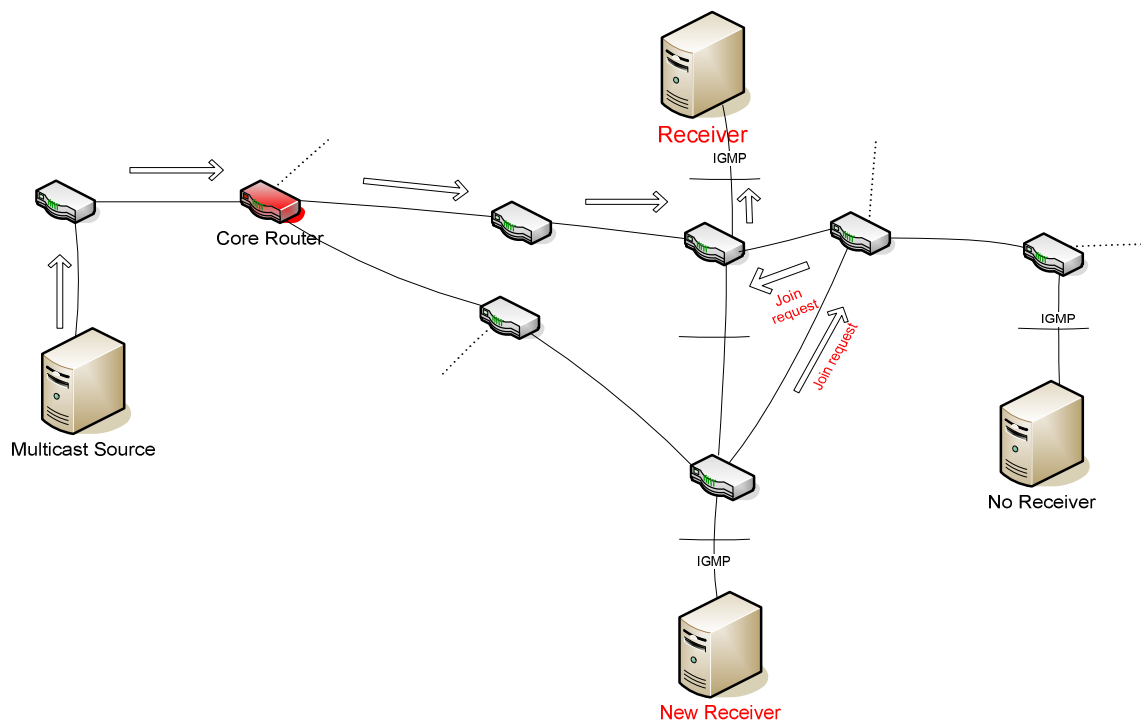 Receiver
IGMP
Core Router
Join
request
Join request
IGMP
Multicast Source
No Receiver
IGMP
New Receiver